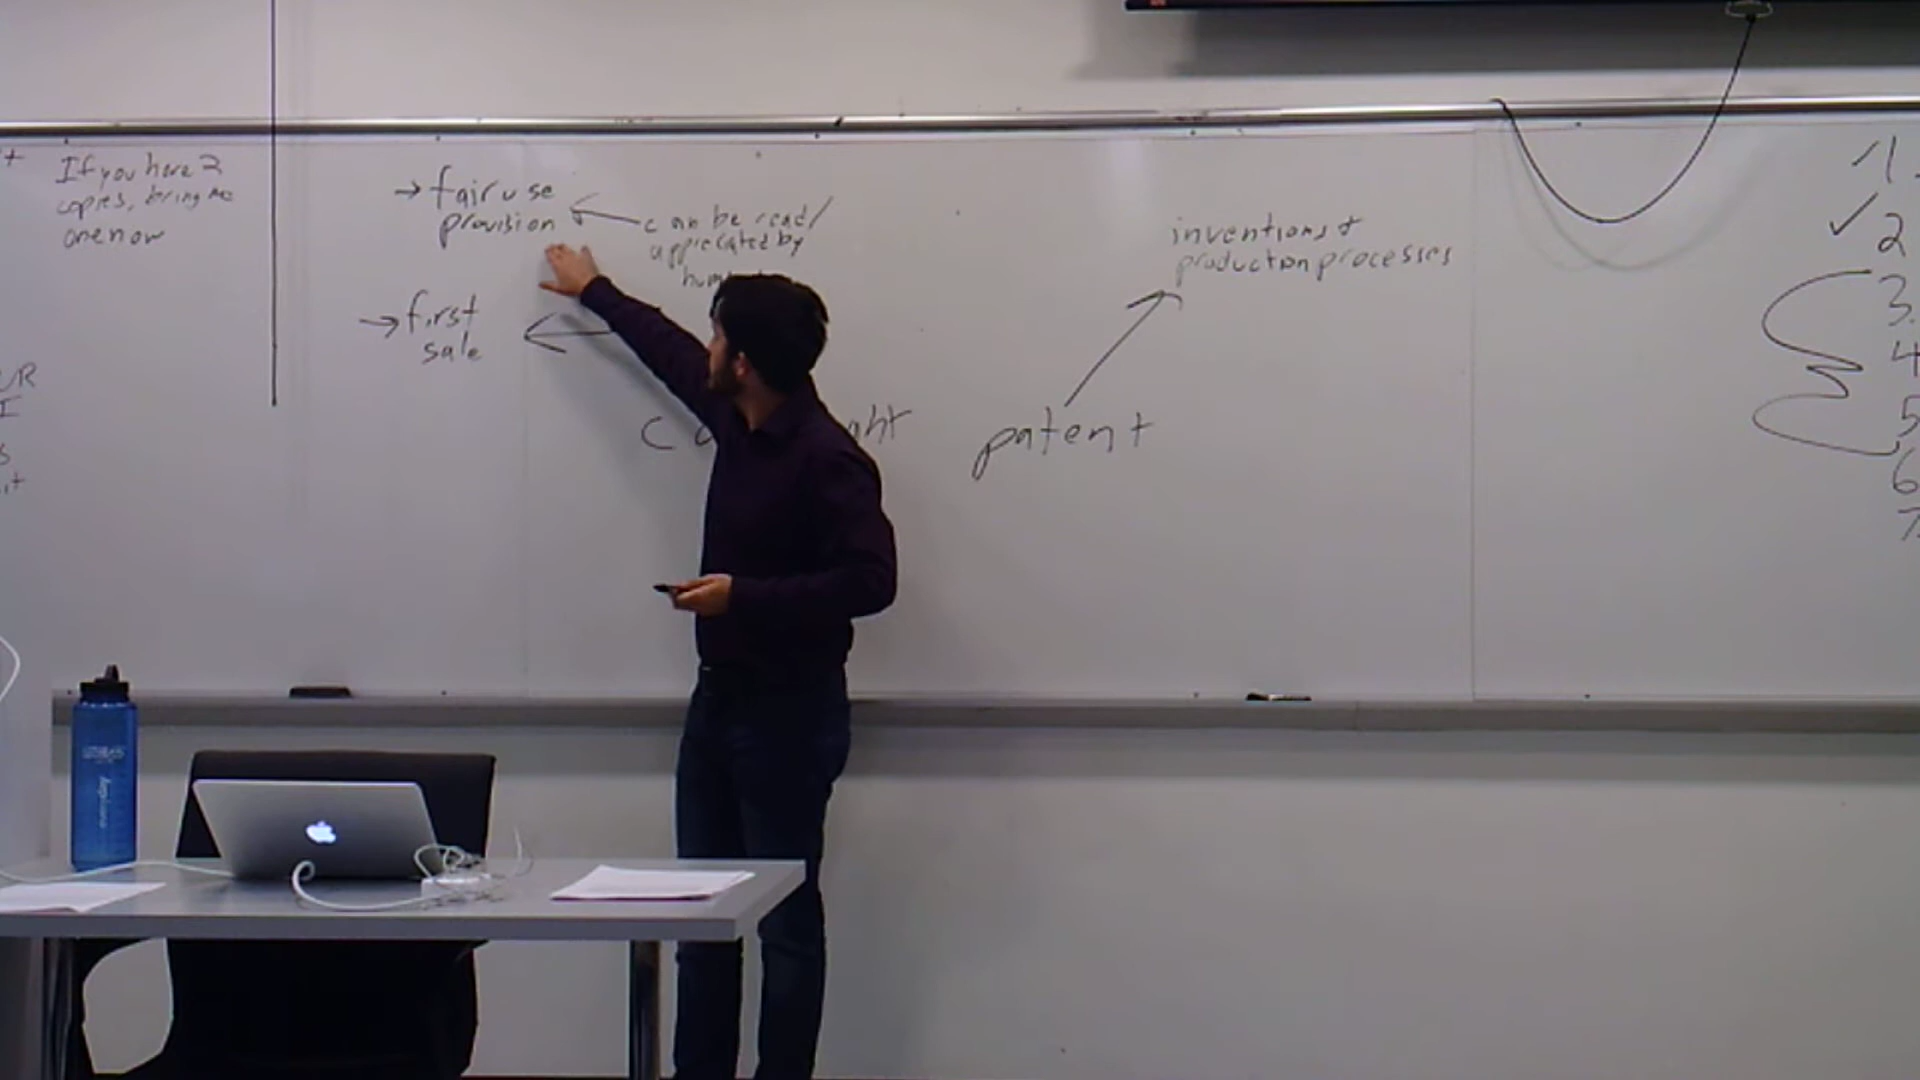 If you have 2
copies, bring me
one now
→ fair use
provision
can be read/
appreciated by
→ first
sale
patent
inventions &
production processes
UR
I
1.
2
3.
4
5
6
7